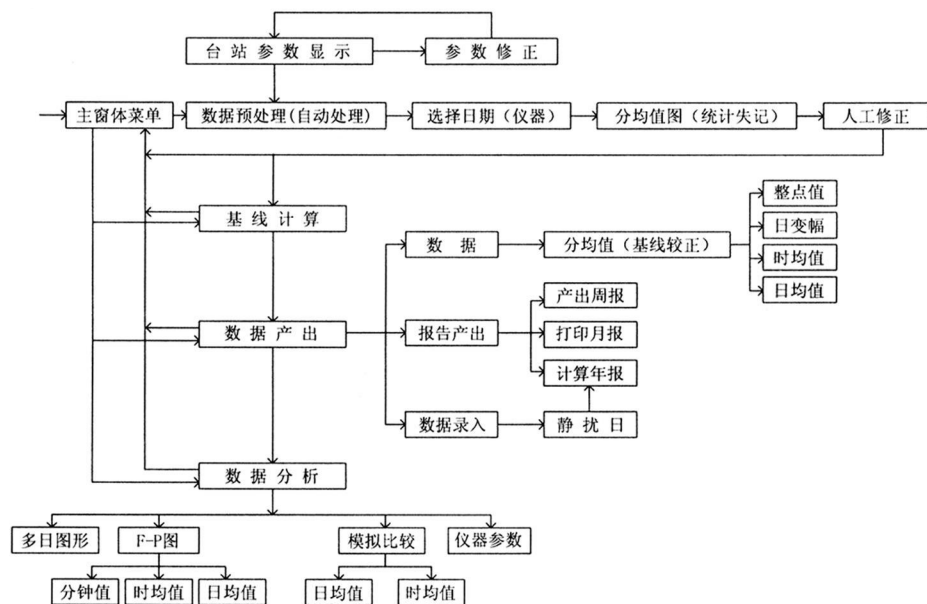 台站参数显示
参数修正
主窗体菜单
数据预处理(自动处理)
选择日期（仪器）
分均值图（统计失记）
人工修正
基线计算
整点值
日变幅
数据
分均值（基线较正）
时均值
日均值
产出周报
数据产出
报告产出
打印月报
计算年报
数据录入
静扰日
数据分析
多日图形
F-P图
模拟比较
仪器参数
分钟值
时均值
日均值
日均值
时均值